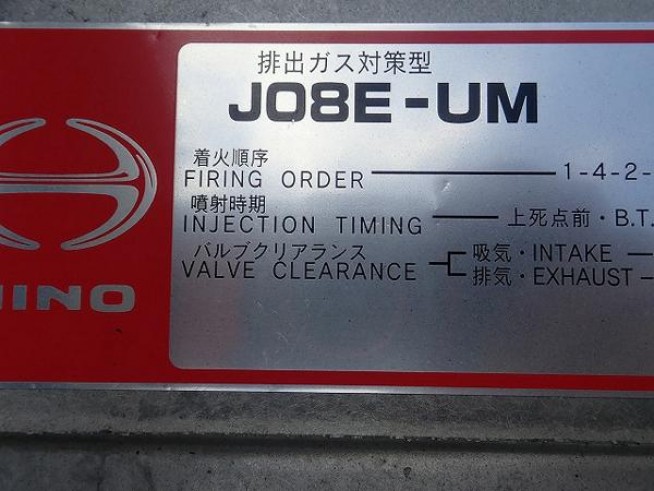 排出ガス対策型
J08E-UM
着火順序
FIRING ORDER 1-4-2-
噴射時期
INJECTION TIMING 上死点前・B.T.
バルブクリアランス
VALVE CLEARANCE 吸気・INTAKE
排気・EXHAUST
HINO